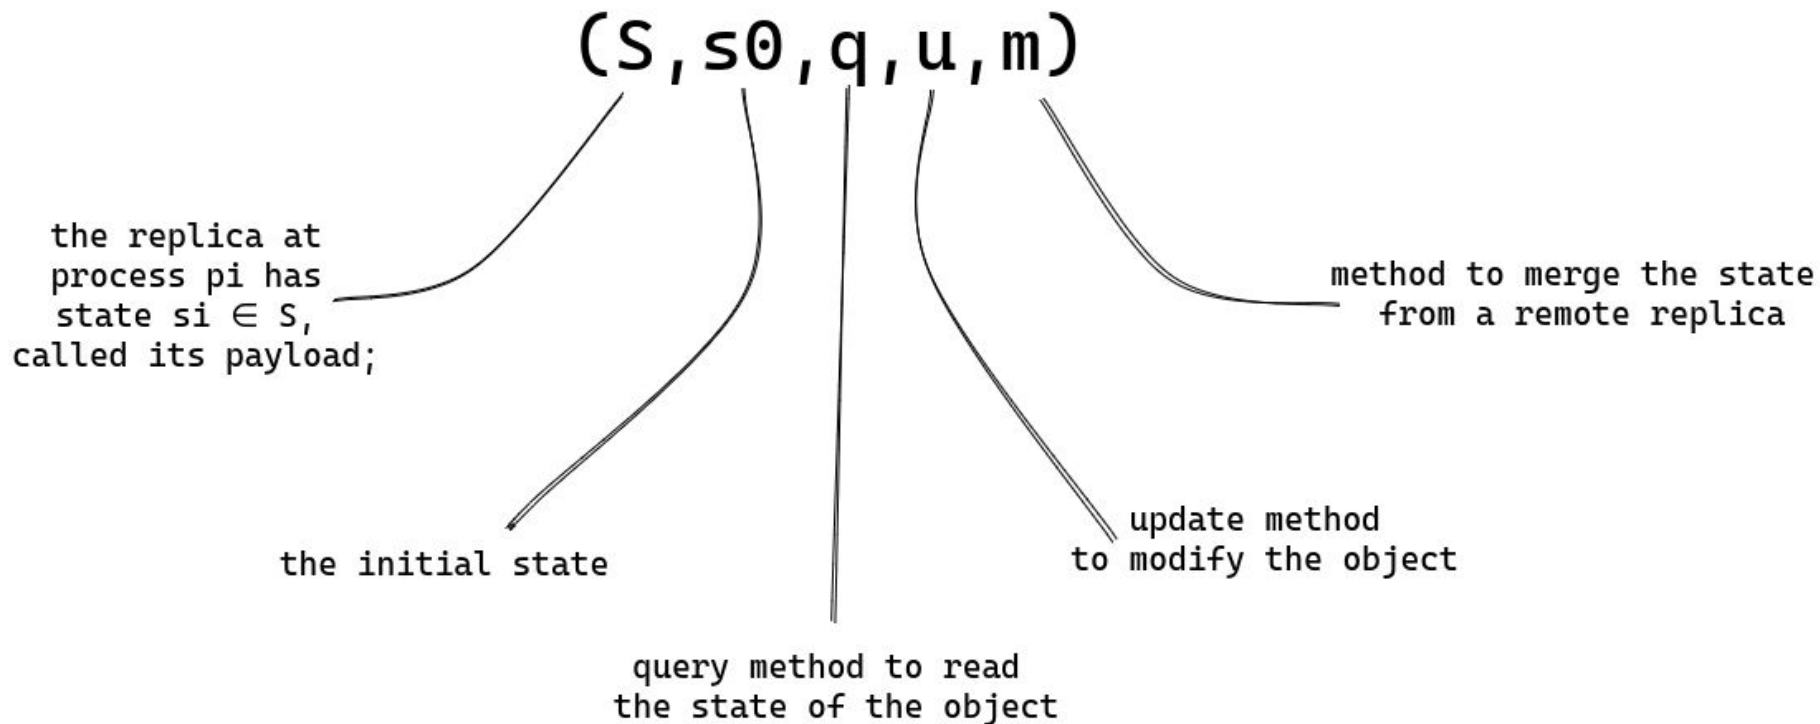 (S,s0,q,u,m)
the replica at
process pi has
state si ∈ S,
called its payload;
the initial state
query method to read
the state of the object
update method
to modify the object
method to merge the state
from a remote replica